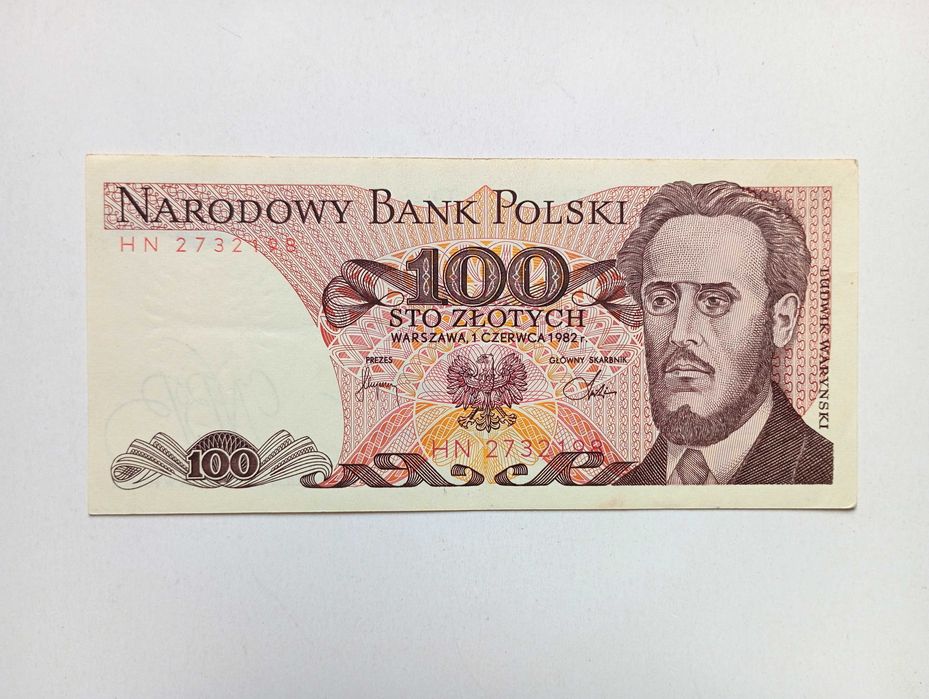 NARODOWY BANK POLSKI
HN 2732198
100
STO ZŁOTYCH
WARSZAWA, 1 CZERWCA 1982 r.
PREZES
GŁÓWNY SKARBNIK
HN 2732198
100
LUDWIK WARYŃSKI